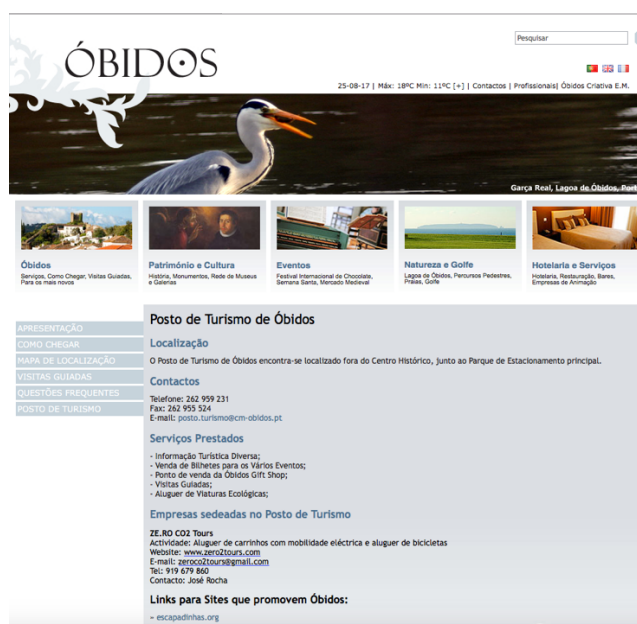 ÓBIDOS
Pesquisar
25-08-17 | Máx: 18ºC Min: 11ºC [+] | Contactos | Profissionais| Óbidos Criativa E.M.
Garça Real, Lagoa de Óbidos, Port
Óbidos
Serviços, Como Chegar, Visitas Guiadas,
Para os mais novos
Património e Cultura
História, Monumentos, Rede de Museus
e Galerias
Eventos
Festival Internacional de Chocolate,
Semana Santa, Mercado Medieval
Natureza e Golfe
Lagoa de Óbidos, Percursos Pedestres,
Praias, Golfe
Hotelaria e Serviços
Hotelaria, Restauração, Bares,
Empresas de Animação
APRESENTAÇÃO
COMO CHEGAR
MAPA DE LOCALIZAÇÃO
VISITAS GUIADAS
QUESTÕES FREQUENTES
POSTO DE TURISMO
Posto de Turismo de Óbidos
Localização
O Posto de Turismo de Óbidos encontra-se localizado fora do Centro Histórico, junto ao Parque de Estacionamento principal.
Contactos
Telefone: 262 959 231
Fax: 262 955 524
E-mail: posto.turismo@cm-obidos.pt
Serviços Prestados
- Informação Turística Diversa;
- Venda de Bilhetes para os Vários Eventos;
- Ponto de venda da Óbidos Gift Shop;
- Visitas Guiadas;
- Aluguer de Viaturas Ecológicas;
Empresas sedeadas no Posto de Turismo
ZE.RO CO2 Tours
Actividade: Aluguer de carrinhos com mobilidade eléctrica e aluguer de bicicletas
Website: www.zero2tours.com
E-mail: zeroco2tours@gmail.com
Tel: 919 679 860
Contacto: José Rocha
Links para Sites que promovem Óbidos:
» escapadinhas.org